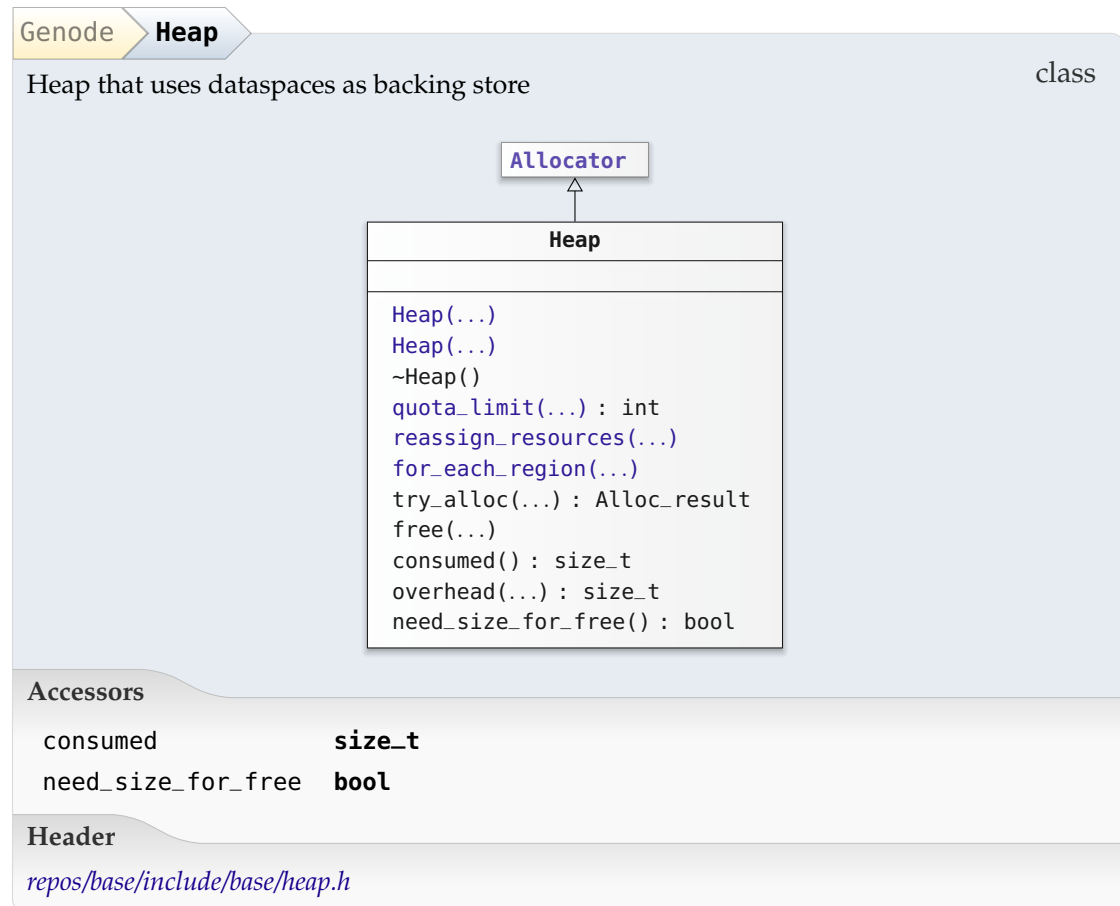 Genode Heap
class
Heap that uses dataspaces as backing store
Allocator
Heap
Heap(...)
Heap(...)
~Heap()
quota_limit(...) : int
reassign_resources(...)
for_each_region(...)
try_alloc(...) : Alloc_result
free(...)
consumed() : size_t
overhead(...) : size_t
need_size_for_free() : bool
Accessors
consumed size_t
need_size_for_free bool
Header
repos/base/include/base/heap.h